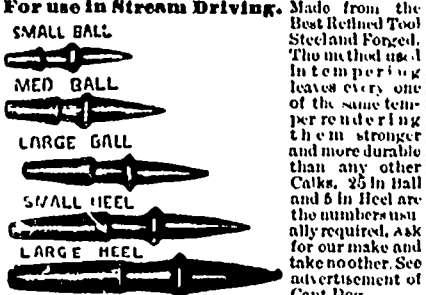 For use in Stream Driving.
SMALL BALL
MED BALL
LARGE BALL
SMALL HEEL
LARGE HEEL
Made from the
Best Refined Tool
Steel and Forged.
The method used
in tempering
leaves every one
of the same tem-
per rendering
them stronger
and more durable
than any other
Calks. 25 in Ball
and 5 in Heel are
the numbers usu
ally required. Ask
for our make and
take no other. See
advertisement of
Cant Dog